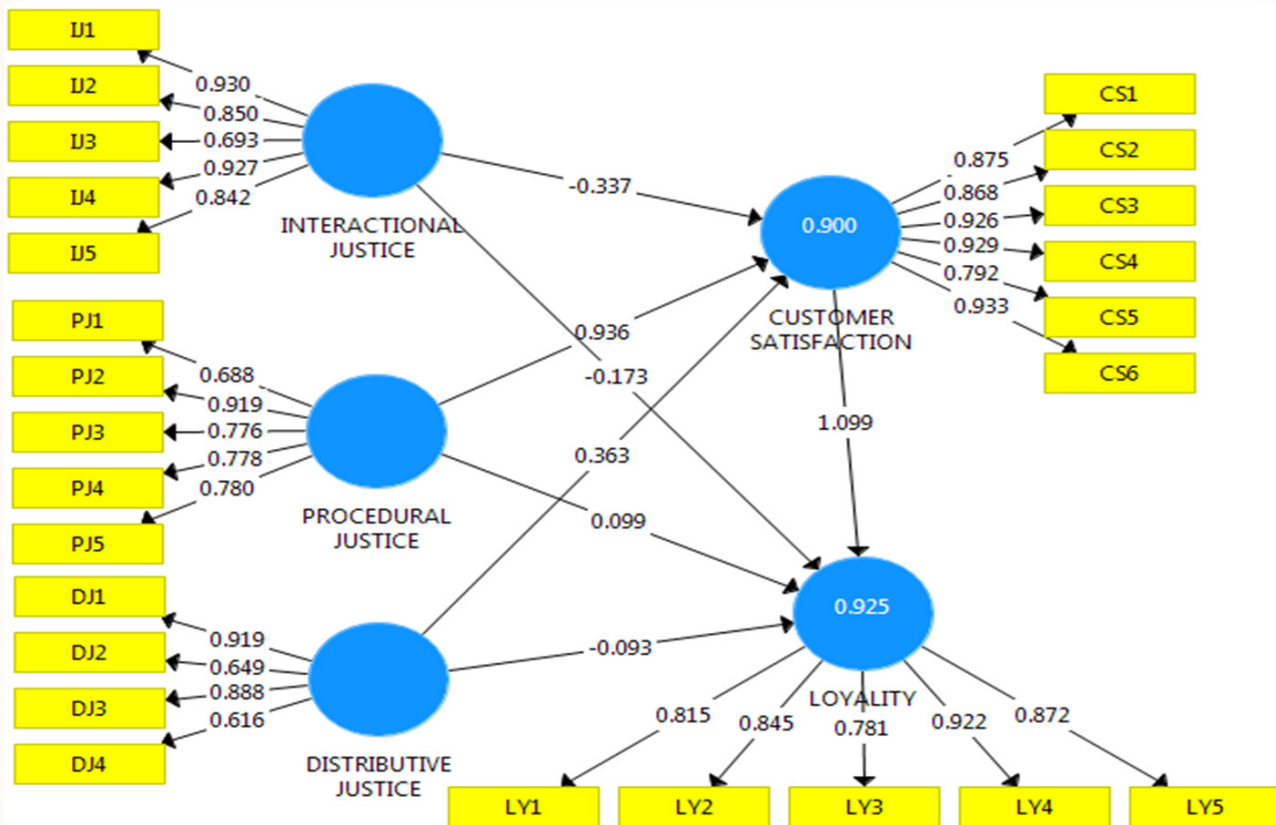 IJ1
IJ2
IJ3
IJ4
IJ5
0.930
0.850
0.693
0.927
0.842
INTERACTIONAL
JUSTICE
PJ1
PJ2
PJ3
PJ4
PJ5
0.688
0.919
0.776
0.778
0.780
PROCEDURAL
JUSTICE
DJ1
DJ2
DJ3
DJ4
0.919
0.649
0.888
0.616
DISTRIBUTIVE
JUSTICE
-0.337
0.936
-0.173
0.363
0.099
-0.093
0.900
CUSTOMER
SATISFACTION
1.099
CS1
CS2
CS3
CS4
CS5
CS6
0.875
0.868
0.926
0.929
0.792
0.933
0.925
LOYALITY
0.815
0.845
0.781
0.922
0.872
LY1
LY2
LY3
LY4
LY5